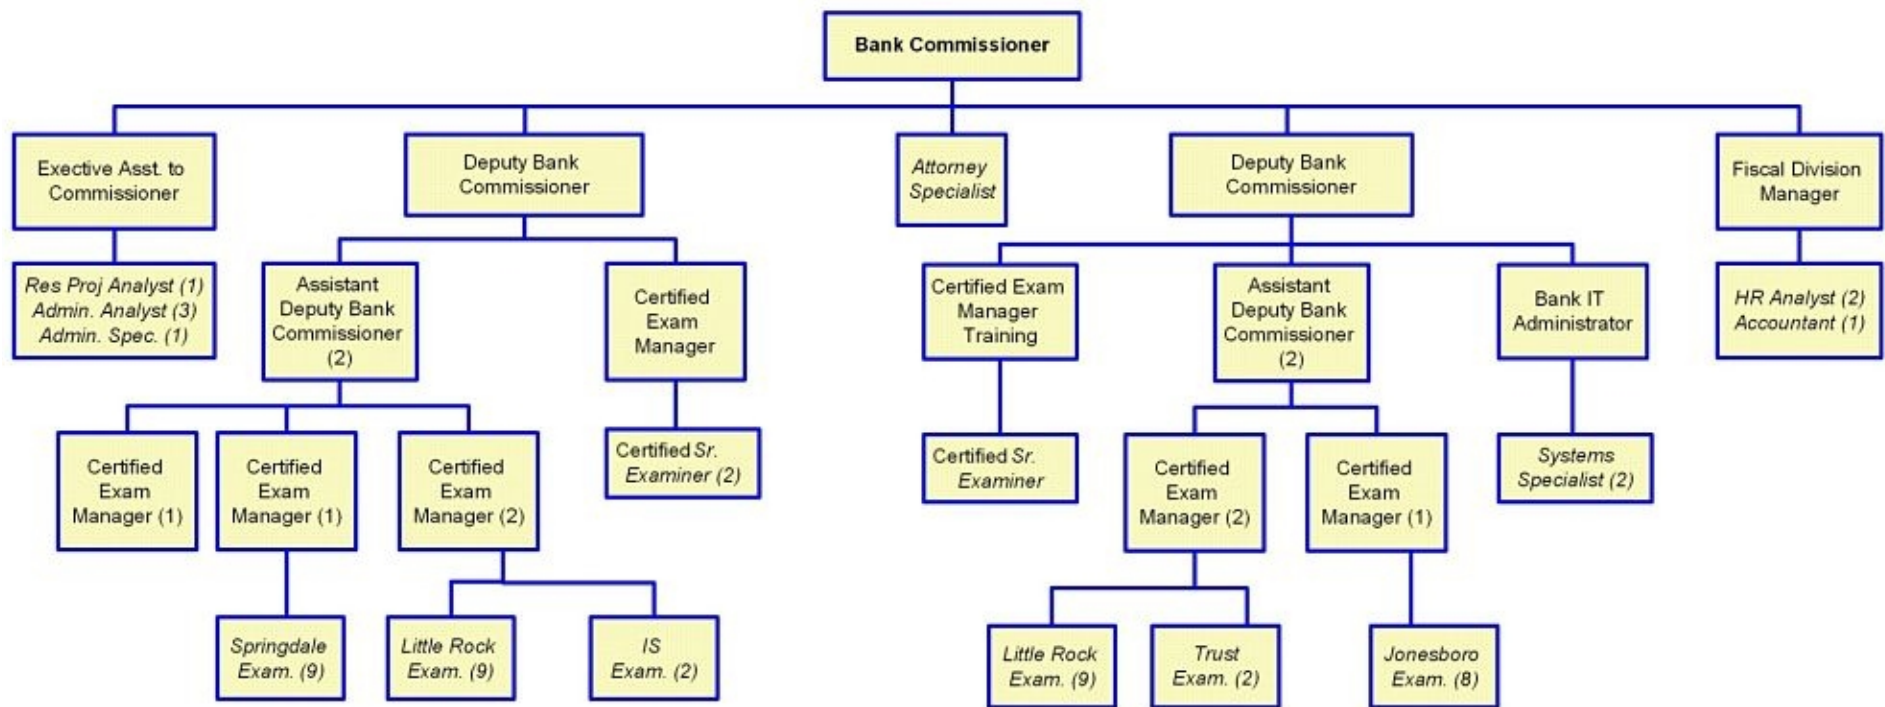 Bank Commissioner
Exective Asst. to
Commissioner
Deputy Bank
Commissioner
Attorney
Specialist
Deputy Bank
Commissioner
Fiscal Division
Manager
Res Proj Analyst (1)
Admin. Analyst (3)
Admin. Spec. (1)
Assistant
Deputy Bank
Commissioner
(2)
Certified
Exam
Manager
Certified Exam
Manager
Training
Assistant
Deputy Bank
Commissioner
(2)
Bank IT
Administrator
HR Analyst (2)
Accountant (1)
Certified
Exam
Manager (1)
Certified
Exam
Manager (1)
Certified
Exam
Manager (2)
Certified Sr.
Examiner (2)
Certified Sr.
Examiner
Certified
Exam
Manager (2)
Certified
Exam
Manager (1)
Systems
Specialist (2)
Springdale
Exam. (9)
Little Rock
Exam. (9)
IS
Exam. (2)
Little Rock
Exam. (9)
Trust
Exam. (2)
Jonesboro
Exam. (8)